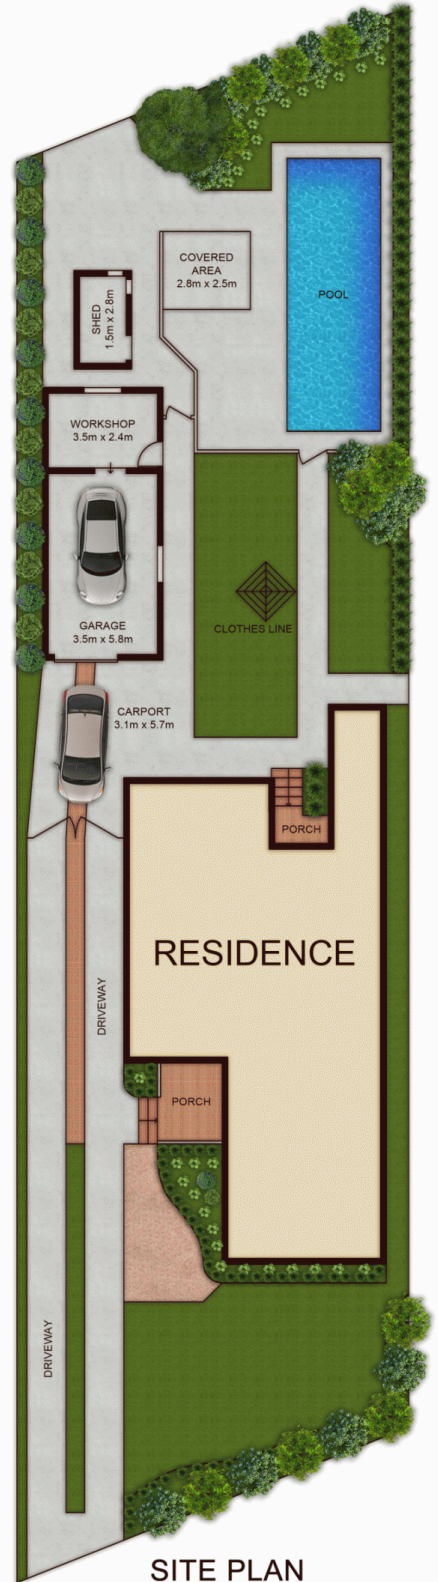 COVERED
AREA
2.8m x 2.5m
POOL
SHED
1.5m x 2.8m
WORKSHOP
3.5m x 2.4m
GARAGE
3.5m x 5.8m
CLOTHES LINE
CARPORT
3.1m x 5.7m
PORCH
RESIDENCE
DRIVEWAY
PORCH
DRIVEWAY
SITE PLAN